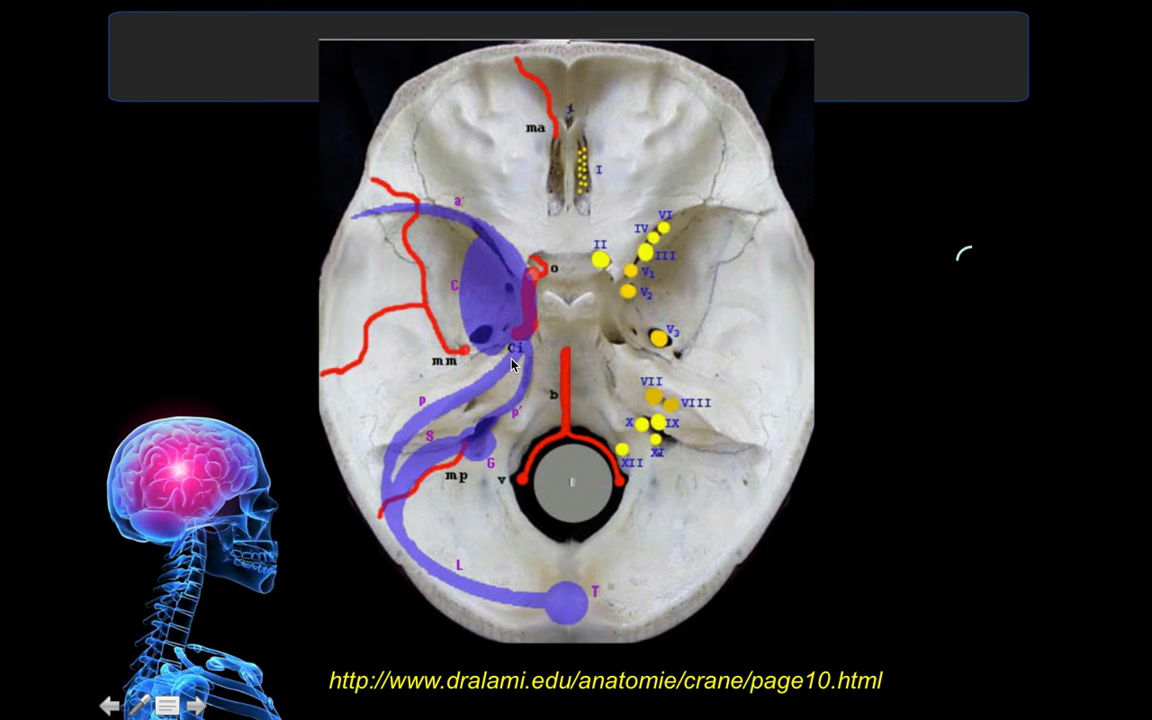 ma
I
a
VI
IV
II
III
o
V1
C
V2
V3
Ci
mm
VII
b
p
VIII
p'
X
IX
S
XI
G
XII
mp
v
L
T
http://www.dralami.edu/anatomie/crane/page10.html